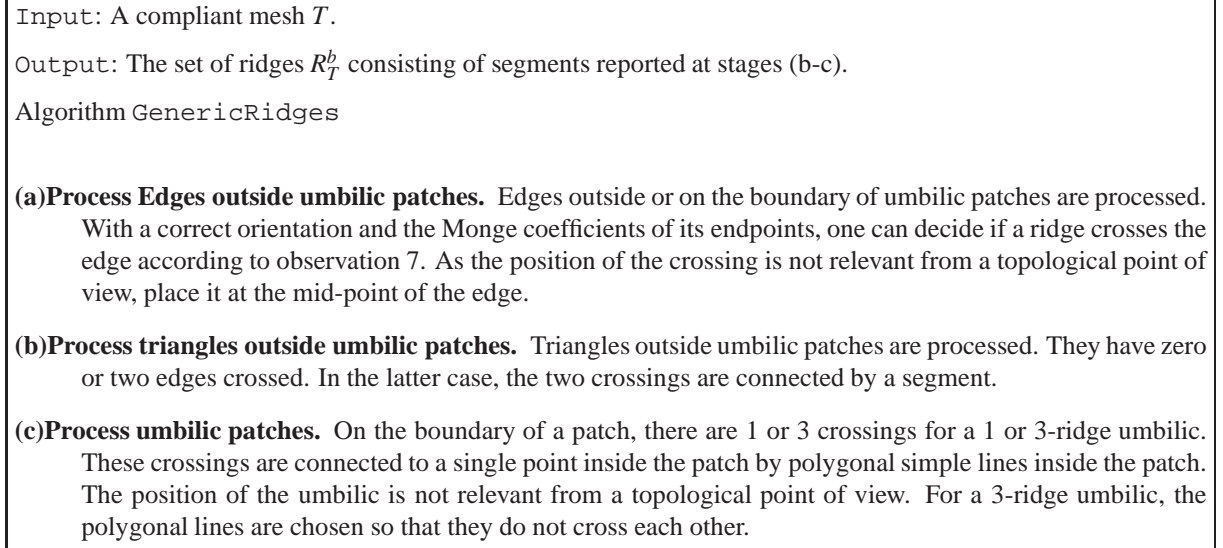 Input: A compliant mesh T.
Output: The set of ridges R_T^b consisting of segments reported at stages (b-c).
Algorithm GenericRidges
(a)Process Edges outside umbilic patches. Edges outside or on the boundary of umbilic patches are processed.
With a correct orientation and the Monge coefficients of its endpoints, one can decide if a ridge crosses the
edge according to observation 7. As the position of the crossing is not relevant from a topological point of
view, place it at the mid-point of the edge.
(b)Process triangles outside umbilic patches. Triangles outside umbilic patches are processed. They have zero
or two edges crossed. In the latter case, the two crossings are connected by a segment.
(c)Process umbilic patches. On the boundary of a patch, there are 1 or 3 crossings for a 1 or 3-ridge umbilic.
These crossings are connected to a single point inside the patch by polygonal simple lines inside the patch.
The position of the umbilic is not relevant from a topological point of view. For a 3-ridge umbilic, the
polygonal lines are chosen so that they do not cross each other.